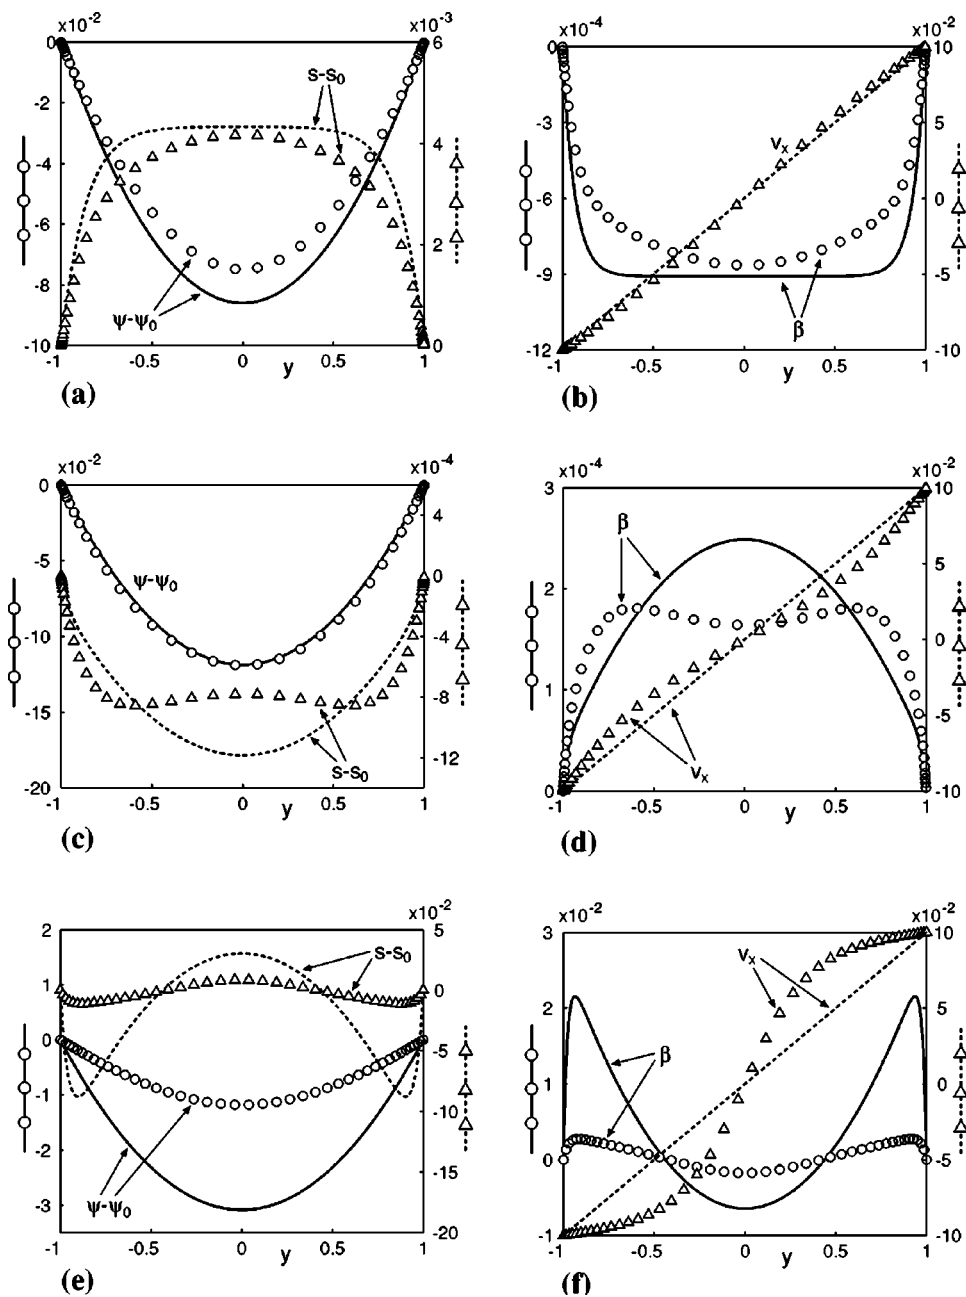 x10⁻² x10⁻³
0 6
-2
s-s₀
-4 4
-6
2
-8
ψ-ψ₀
-10 0
-1 -0.5 0 0.5 1
y
(a)
x10⁻⁴ x10⁻²
0 10
-3 5
vₓ
-6 0
-9 -5
β
-12 -10
-1 -0.5 0 0.5 1
y
(b)
x10⁻² x10⁻⁴
0
4
-5
0
ψ-ψ₀
-10 -4
-15 -8
s-s₀
-12
-20
-1 -0.5 0 0.5 1
y
(c)
x10⁻⁴ x10⁻²
3 10
β
2 5
0
1 -5
vₓ
0 -10
-1 -0.5 0 0.5 1
y
(d)
x10⁻²
2 5
s-s₀
1 0
0 -5
-1 -10
-2 -15
ψ-ψ₀
-3
-20
-1 -0.5 0 0.5 1
y
(e)
x10⁻² x10⁻²
3 10
vₓ
2 5
β
1 0
0 -5
-1 -10
-1 -0.5 0 0.5 1
y
(f)